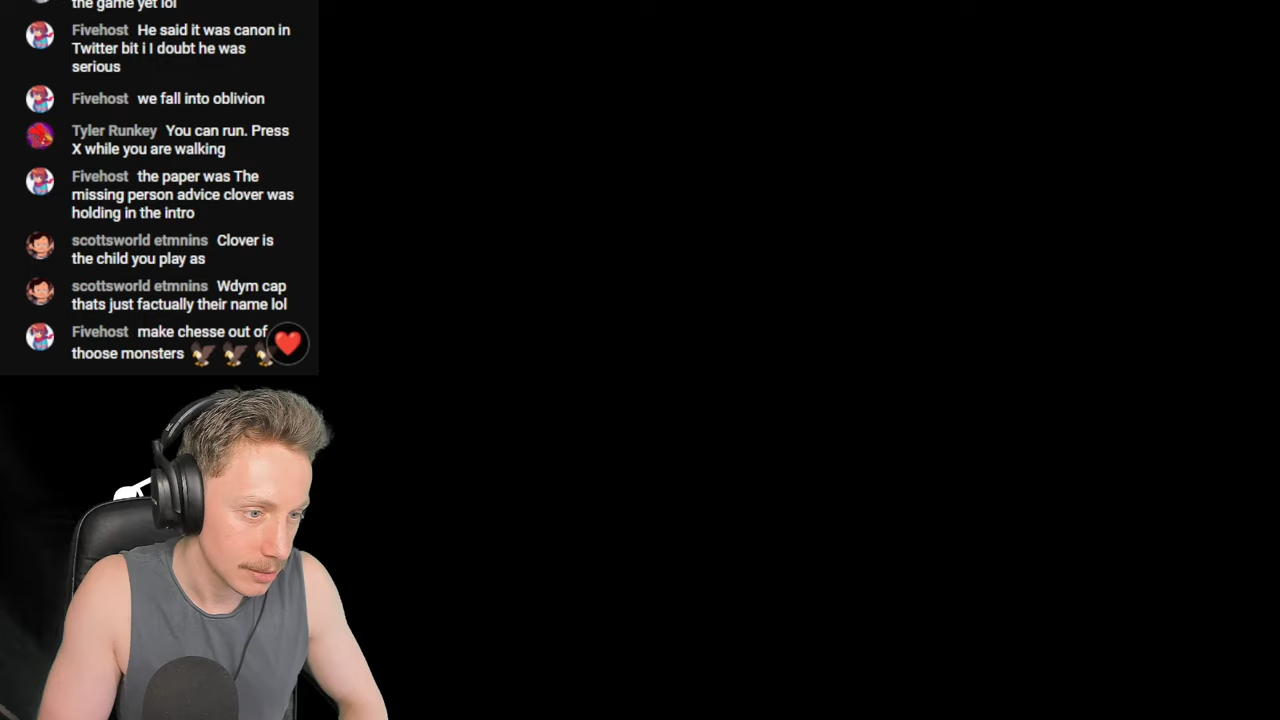 the game yet lol
Fivehost He said it was canon in
Twitter bit i I doubt he was
serious
Fivehost we fall into oblivion
Tyler Runkey You can run. Press
X while you are walking
Fivehost the paper was The
missing person advice clover was
holding in the intro
scottsworld etmnins Clover is
the child you play as
scottsworld etmnins Wdym cap
thats just factually their name lol
Fivehost make chesse out of
thoose monsters